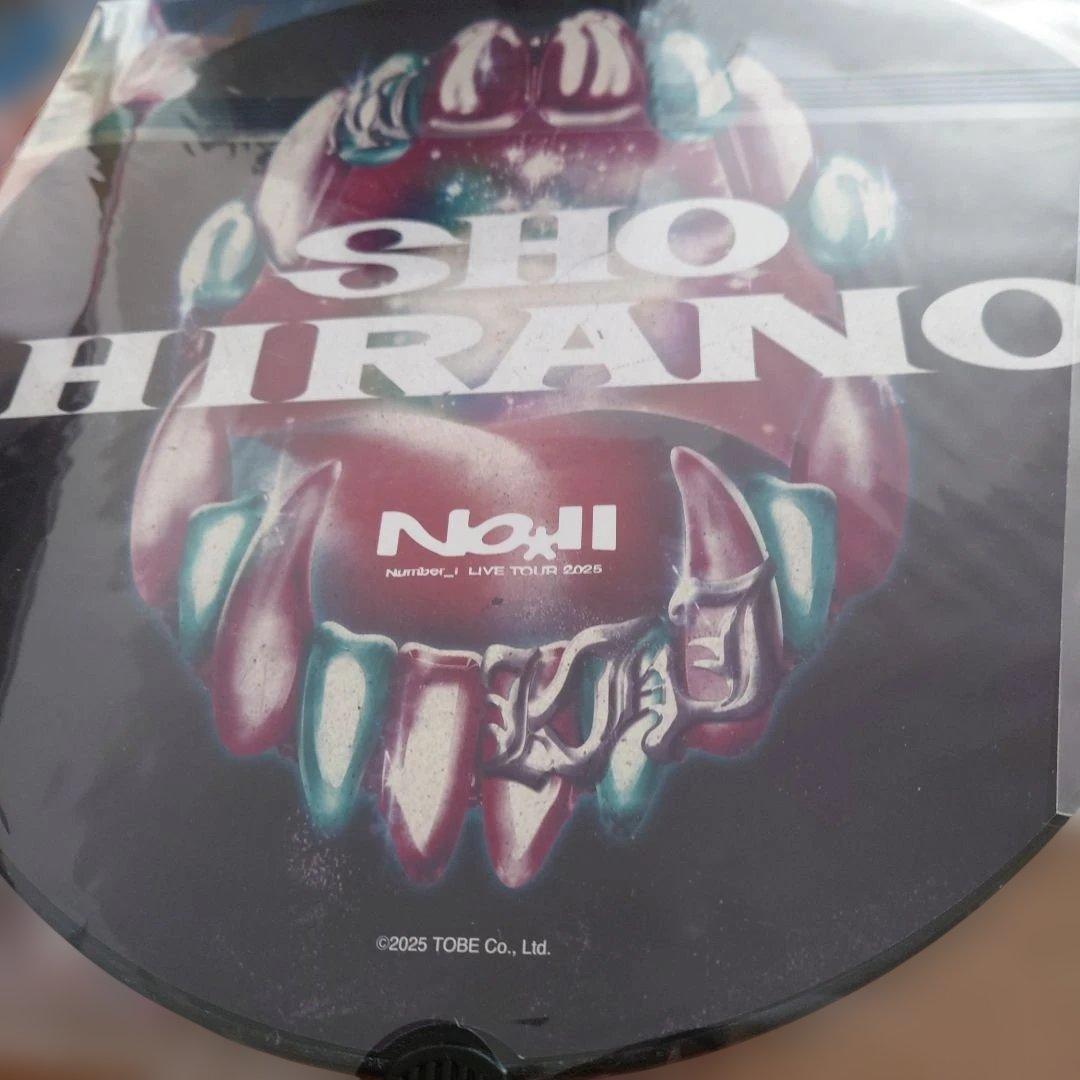 SHO
HIRANO
No.II
Number_i LIVE TOUR 2025
©2025 TOBE Co., Ltd.